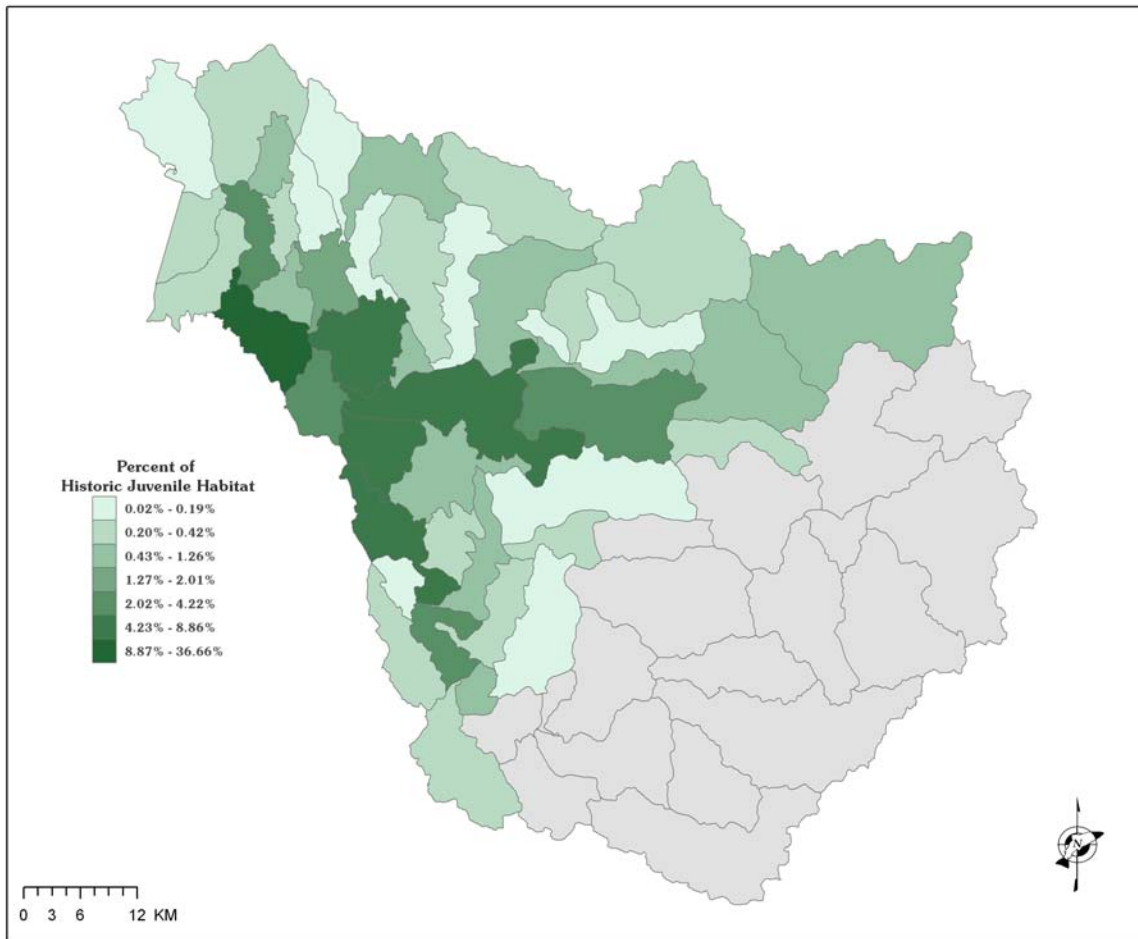 Percent of
Historic Juvenile Habitat
0.02% - 0.19%
0.20% - 0.42%
0.43% - 1.26%
1.27% - 2.01%
2.02% - 4.22%
4.23% - 8.86%
8.87% - 36.66%
N
0 3 6 12 KM